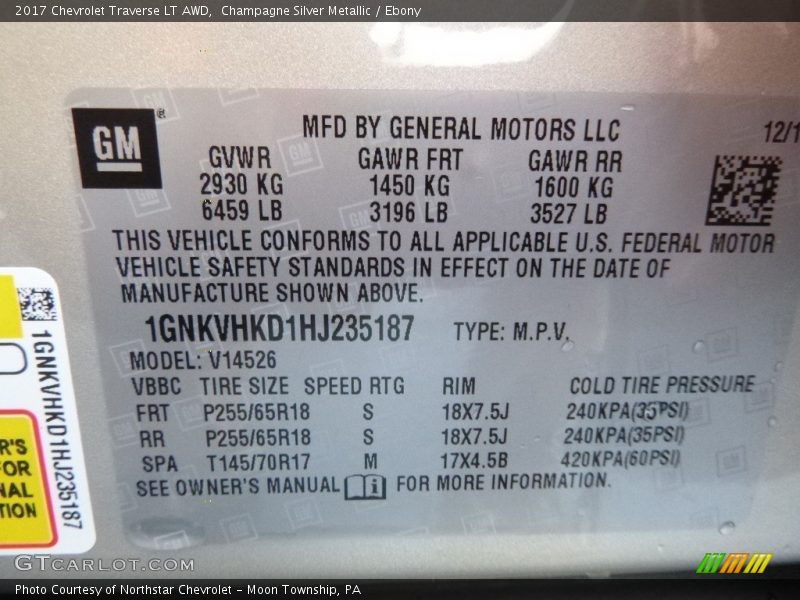 2017 Chevrolet Traverse LT AWD, Champagne Silver Metallic / Ebony
GM®
MFD BY GENERAL MOTORS LLC
12/1
GVWR GAWR FRT GAWR RR
2930 KG 1450 KG 1600 KG
6459 LB 3196 LB 3527 LB
THIS VEHICLE CONFORMS TO ALL APPLICABLE U.S. FEDERAL MOTOR
VEHICLE SAFETY STANDARDS IN EFFECT ON THE DATE OF
MANUFACTURE SHOWN ABOVE.
1GNKVHKD1HJ235187 TYPE: M.P.V.
MODEL: V14526
VBBC TIRE SIZE SPEED RTG RIM COLD TIRE PRESSURE
FRT P255/65R18 S 18X7.5J 240KPA(35PSI)
RR P255/65R18 S 18X7.5J 240KPA(35PSI)
SPA T145/70R17 M 17X4.5B 420KPA(60PSI)
SEE OWNER'S MANUAL FOR MORE INFORMATION.
1GNKVHKD1HJ235187
R'S
FOR
NAL
TION
GTCARLOT.COM
Photo Courtesy of Northstar Chevrolet - Moon Township, PA